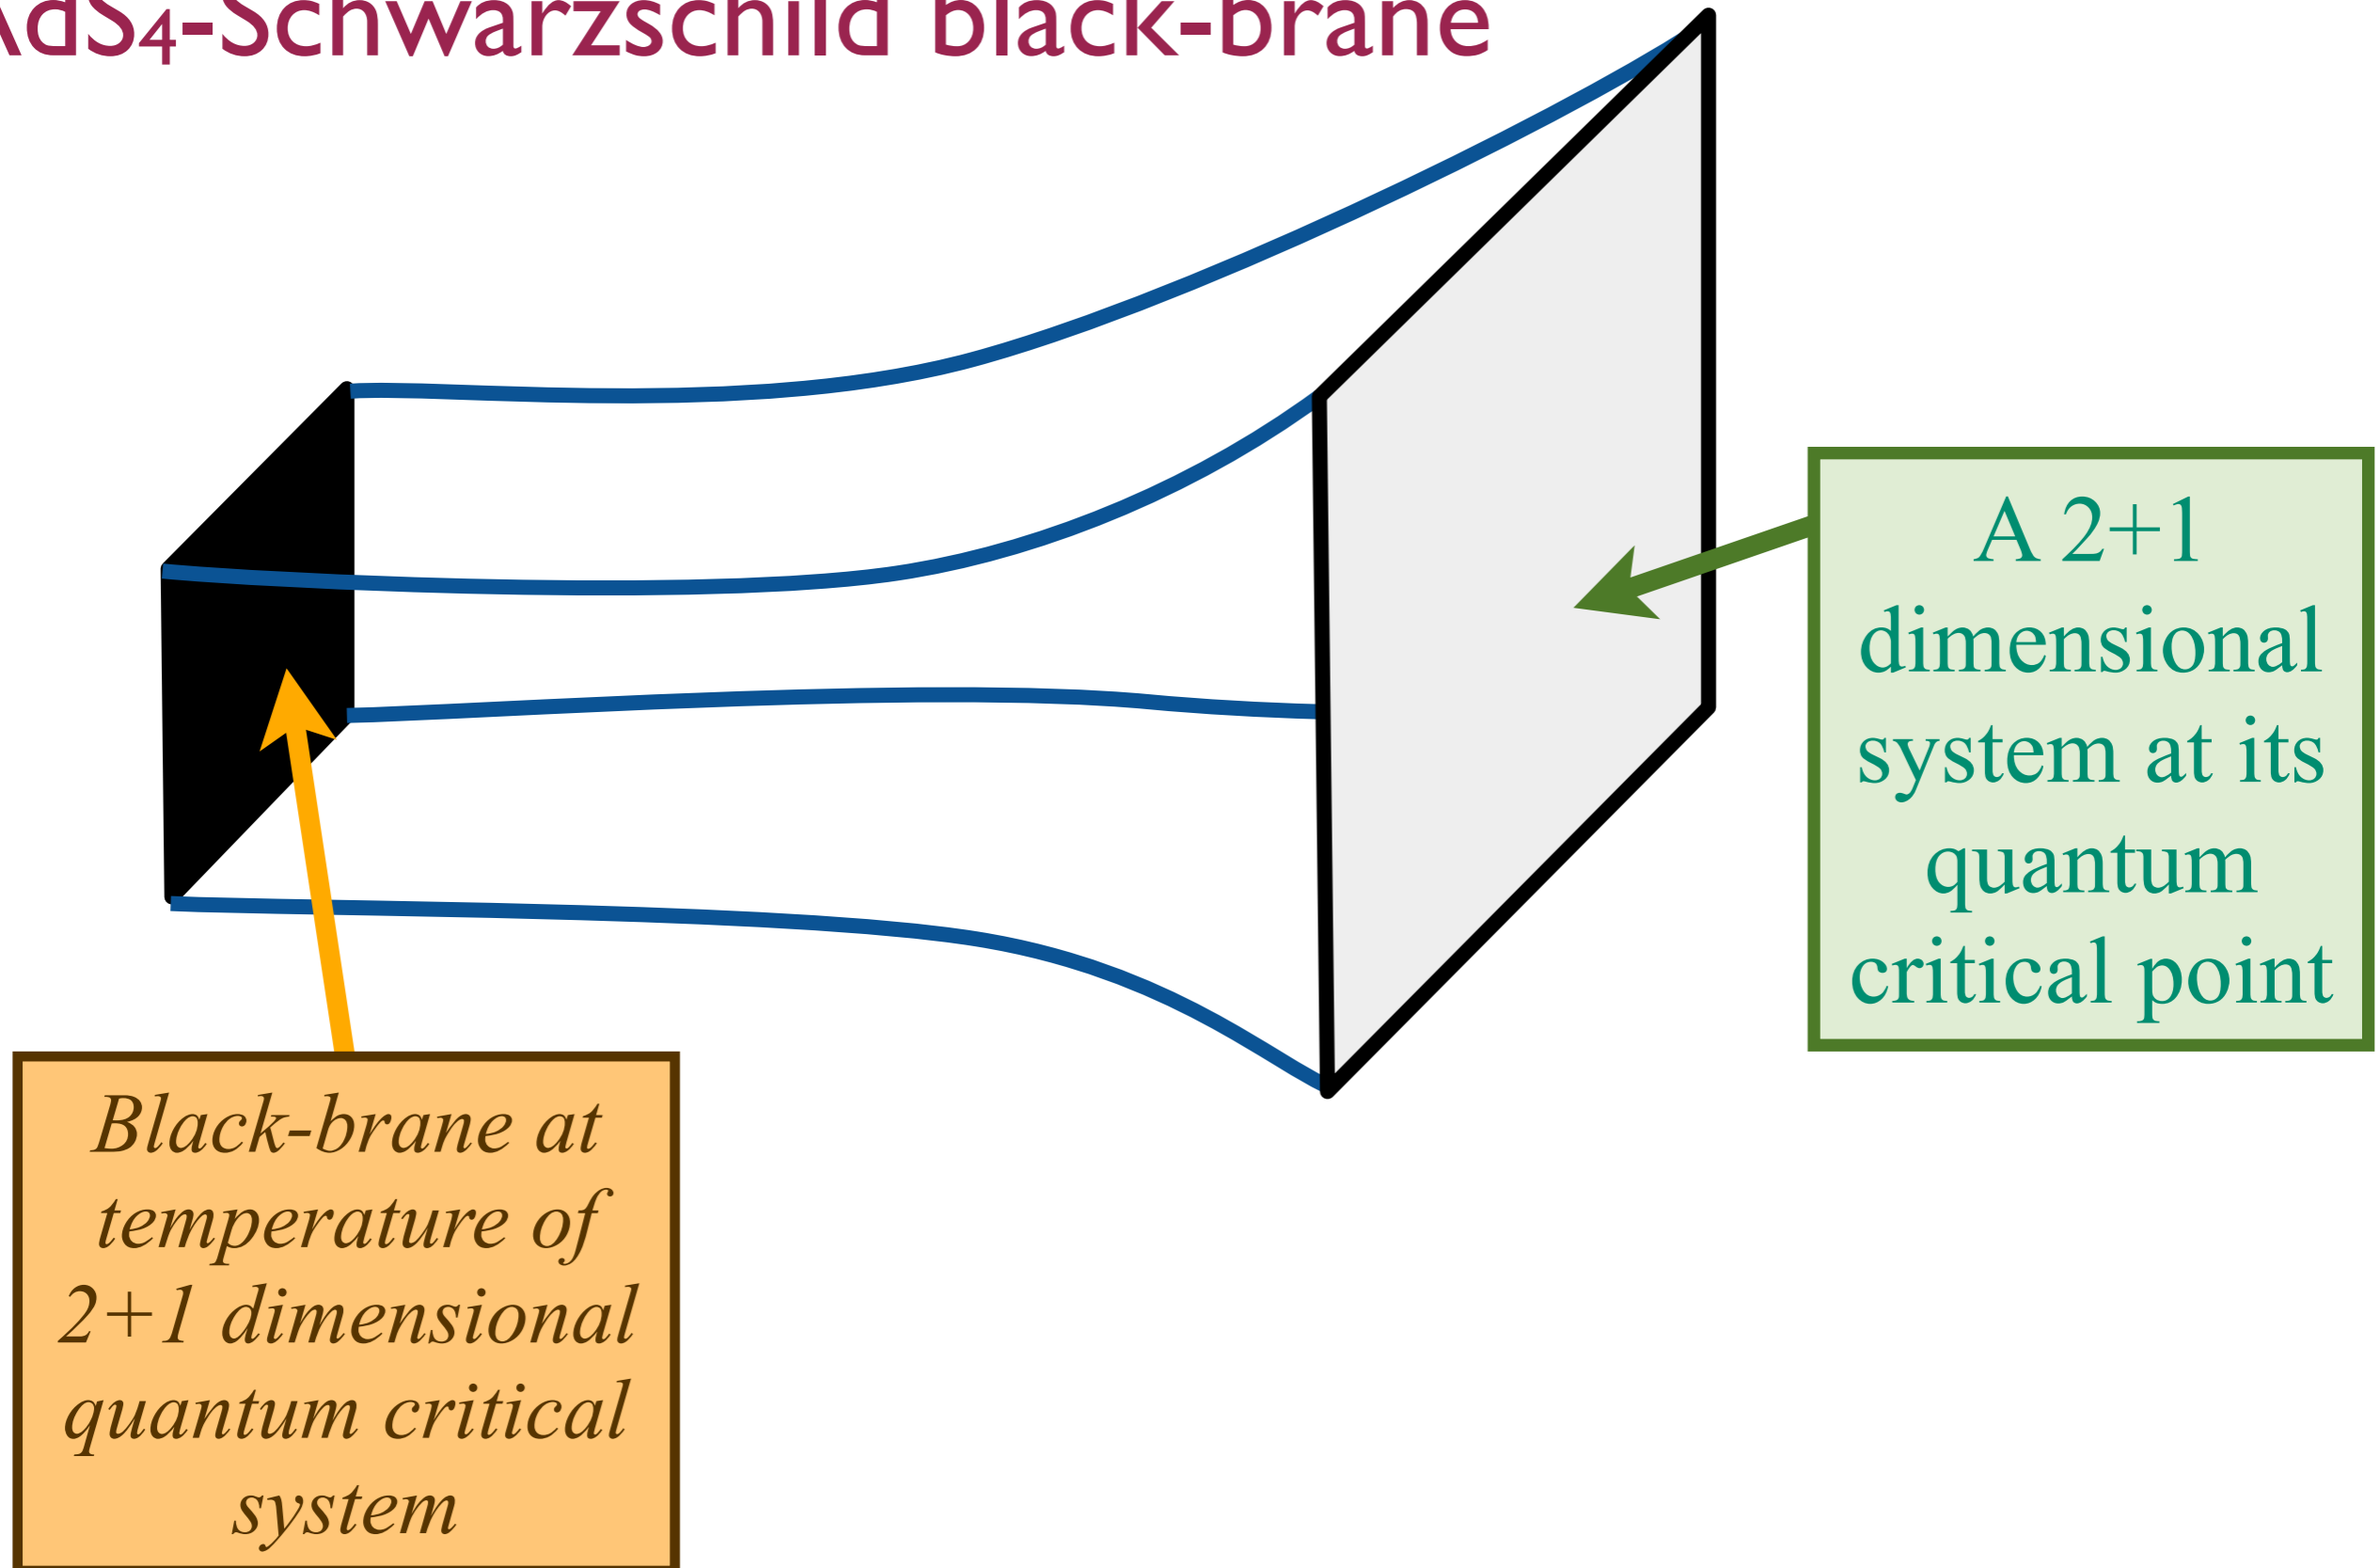 AdS4-Schwarzschild black-brane
A 2+1
dimensional
system at its
quantum
critical point
Black-brane at
temperature of
2+1 dimensional
quantum critical
system